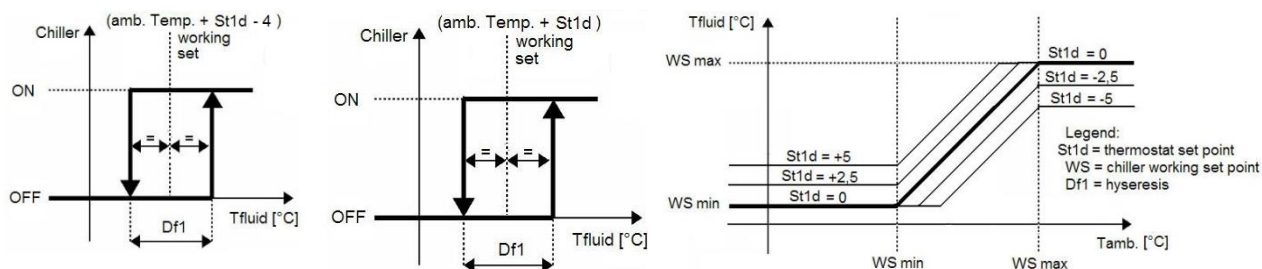 (amb. Temp. + St1d - 4)
Chiller
working
set
ON
=
=
OFF
Tfluid [°C]
Df1
(amb. Temp + St1d )
Chiller
working
set
ON
=
=
OFF
Tfluid [°C]
Df1
Tfluid [°C]
WS max
St1d = 0
St1d = -2,5
St1d = -5
Legend:
St1d = thermostat set point
WS = chiller working set point
Df1 = hyseresis
St1d = +5
St1d = +2,5
St1d = 0
WS min
Tamb. [°C]
WS min
WS max